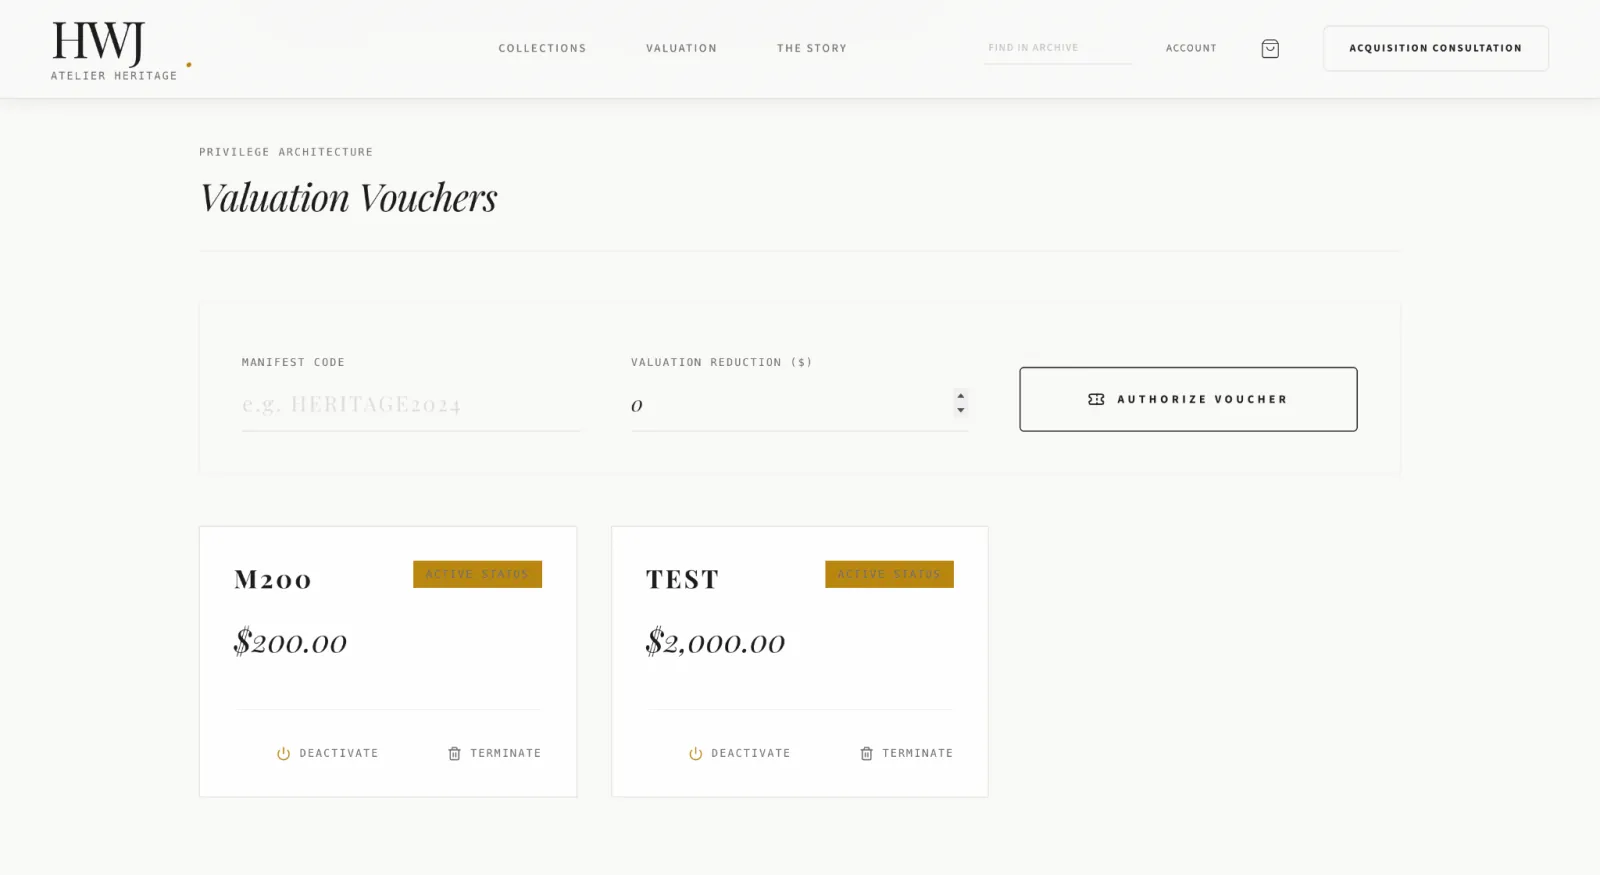 HWJ
ATELIER HERITAGE
COLLECTIONS
VALUATION
THE STORY
FIND IN ARCHIVE
ACCOUNT
ACQUISITION CONSULTATION
PRIVILEGE ARCHITECTURE
Valuation Vouchers
MANIFEST CODE
e.g. HERITAGE2024
VALUATION REDUCTION ($)
0
AUTHORIZE VOUCHER
M200
ACTIVE STATUS
$200.00
DEACTIVATE
TERMINATE
TEST
ACTIVE STATUS
$2,000.00
DEACTIVATE
TERMINATE